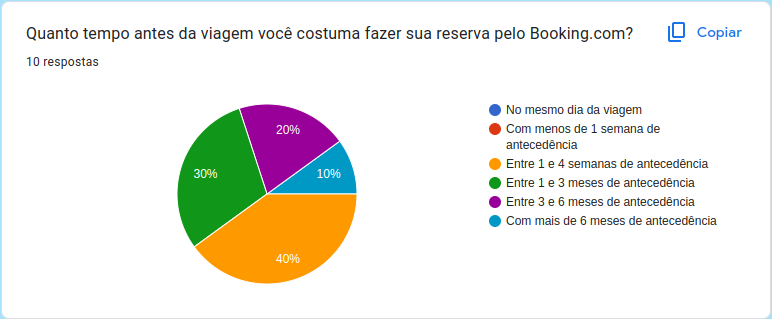 Quanto tempo antes da viagem você costuma fazer sua reserva pelo Booking.com?
Copiar
10 respostas
No mesmo dia da viagem
Com menos de 1 semana de
antecedência
Entre 1 e 4 semanas de antecedência
Entre 1 e 3 meses de antecedência
Entre 3 e 6 meses de antecedência
Com mais de 6 meses de antecedência
20%
10%
30%
40%